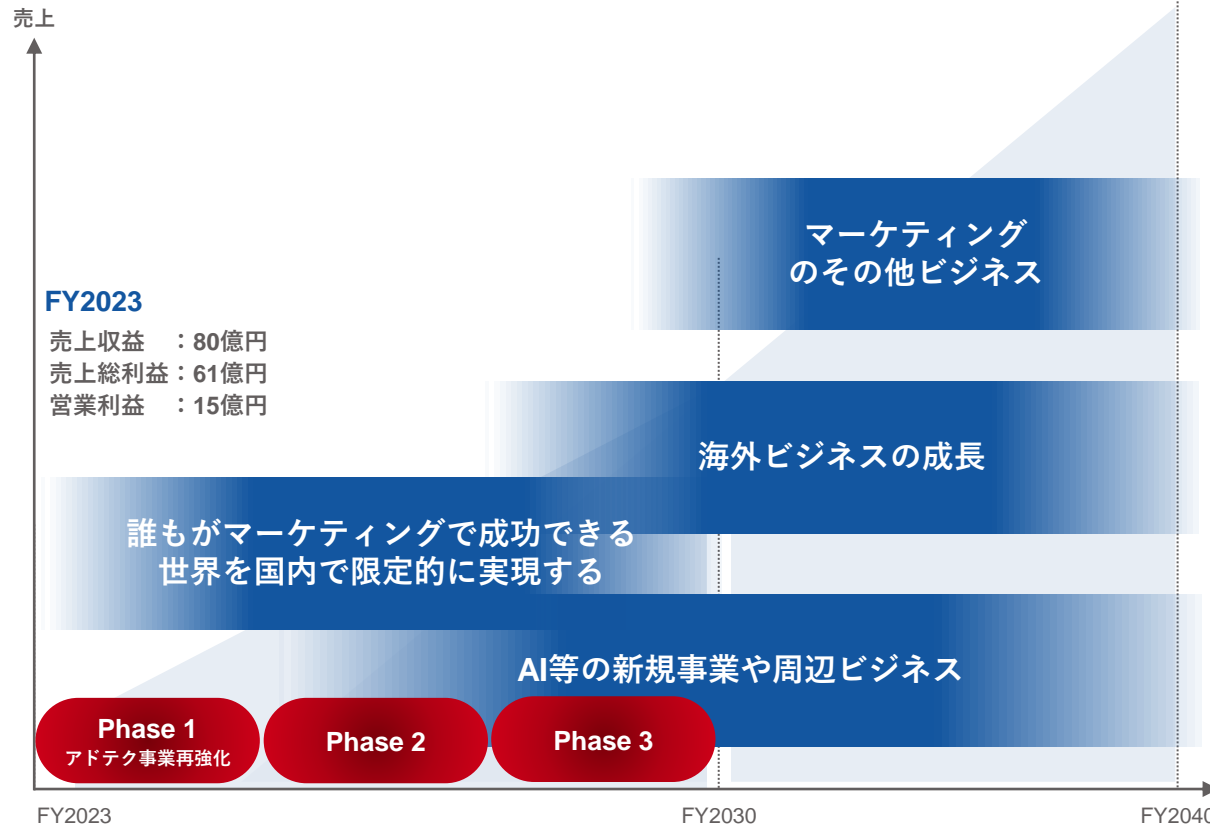 売上
マーケティング
のその他ビジネス
FY2023
売上収益　：80億円
売上総利益：61億円
営業利益　：15億円
海外ビジネスの成長
誰もがマーケティングで成功できる
世界を国内で限定的に実現する
AI等の新規事業や周辺ビジネス
Phase 1
アドテク事業再強化
Phase 2
Phase 3
FY2023
FY2030
FY2040